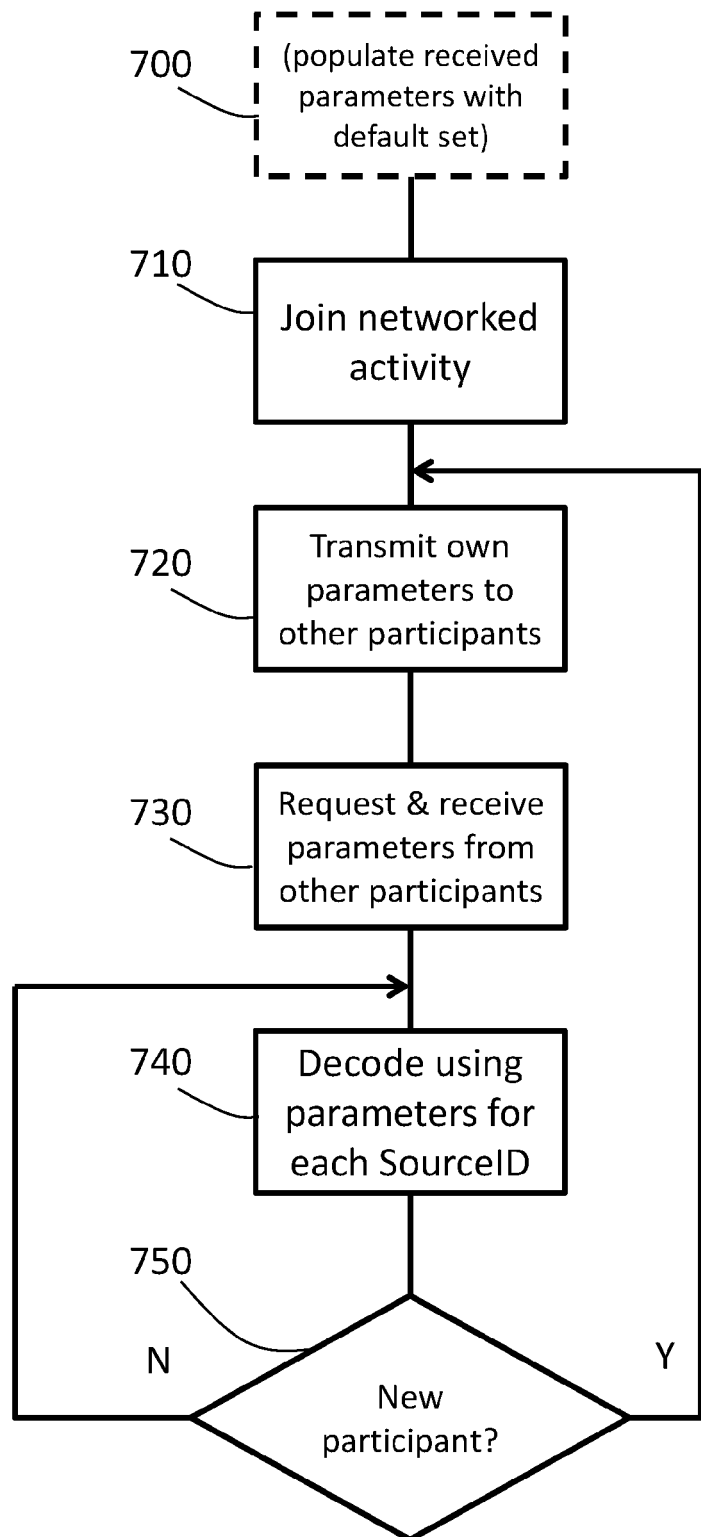 700
(populate received
parameters with
default set)
710
Join networked
activity
720
Transmit own
parameters to
other participants
730
Request & receive
parameters from
other participants
740
Decode using
parameters for
each SourceID
750
N
Y
New
participant?